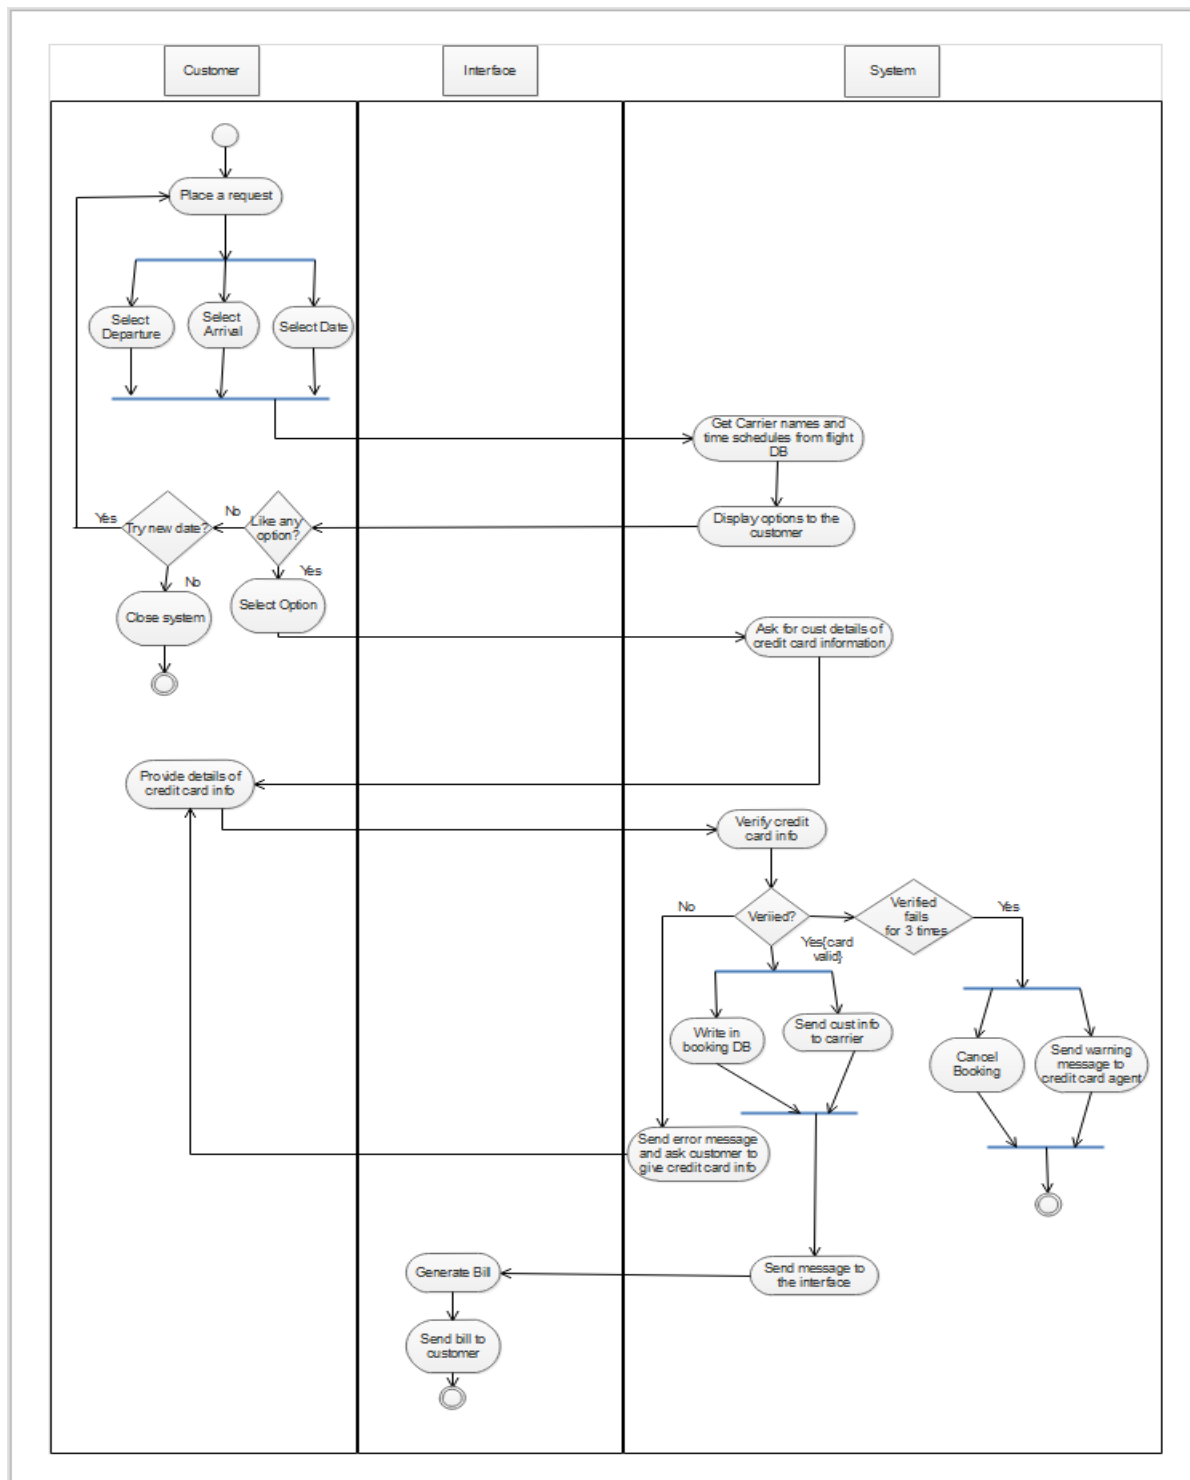 Customer
Interface
System
Place a request
Select
Departure
Select
Arrival
Select Date
Get Carrier names and
time schedules from flight
DB
Yes
Try new date?
No
Like any
option?
Display options to the
customer
No
Yes
Close system
Select Option
Ask for cust details of
credit card information
Provide details of
credit card info
Verify credit
card info
No
Veriied?
Verified
fails
for 3 times
Yes
Yes{card
valid}
Write in
booking DB
Send cust info
to carrier
Cancel
Booking
Send warning
message to
credit card agent
Send error message
and ask customer to
give credit card info
Generate Bill
Send message to
the interface
Send bill to
customer